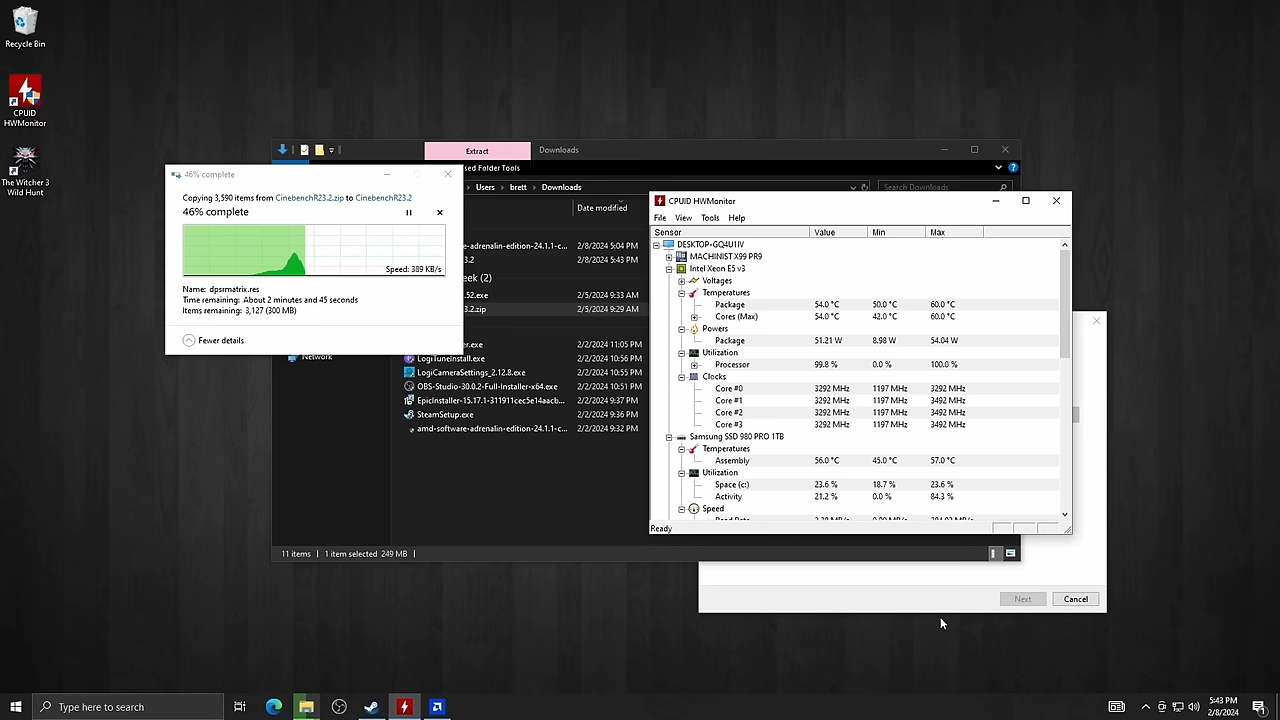 Recycle Bin
CPUID
HWMonitor
The Witcher 3
Wild Hunt
Extract
Downloads
sed Folder Tools
Users › brett › Downloads
Search Downloads
Date modified
e-adrenalin-edition-24.1.1-c... 2/8/2024 5:04 PM
3.2 2/8/2024 5:43 PM
eek (2)
.52.exe 2/5/2024 9:33 AM
3.2.zip 2/5/2024 9:29 AM
er.exe 2/2/2024 11:05 PM
LogiTuneInstall.exe 2/2/2024 10:56 PM
LogiCameraSettings_2.12.8.exe 2/2/2024 10:55 PM
OBS-Studio-30.0.2-Full-Installer-x64.exe 2/2/2024 10:51 PM
EpicInstaller-15.17.1-311911cec5e14aacb... 2/2/2024 9:37 PM
SteamSetup.exe 2/2/2024 9:36 PM
amd-software-adrenalin-edition-24.1.1-c... 2/2/2024 9:32 PM
Network
11 items 1 item selected 249 MB
46% complete
Copying 3,590 items from CinebenchR23.2.zip to CinebenchR23.2
46% complete
Speed: 389 KB/s
Name: dpsrmatrix.res
Time remaining: About 2 minutes and 45 seconds
Items remaining: 3,127 (300 MB)
Fewer details
CPUID HWMonitor
File View Tools Help
Sensor Value Min Max
DESKTOP-GQ4U1IV
MACHINIST X99 PR9
Intel Xeon E5 v3
Voltages
Temperatures
Package 54.0 °C 50.0 °C 60.0 °C
Cores (Max) 54.0 °C 42.0 °C 60.0 °C
Powers
Package 51.21 W 8.98 W 54.04 W
Utilization
Processor 99.8 % 0.0 % 100.0 %
Clocks
Core #0 3292 MHz 1197 MHz 3292 MHz
Core #1 3292 MHz 1197 MHz 3492 MHz
Core #2 3292 MHz 1197 MHz 3492 MHz
Core #3 3292 MHz 1197 MHz 3492 MHz
Samsung SSD 980 PRO 1TB
Temperatures
Assembly 56.0 °C 45.0 °C 57.0 °C
Utilization
Space (c:) 23.6 % 18.7 % 23.6 %
Activity 21.2 % 0.0 % 84.3 %
Speed
Ready
Next Cancel
Type here to search
5:43 PM
2/8/2024